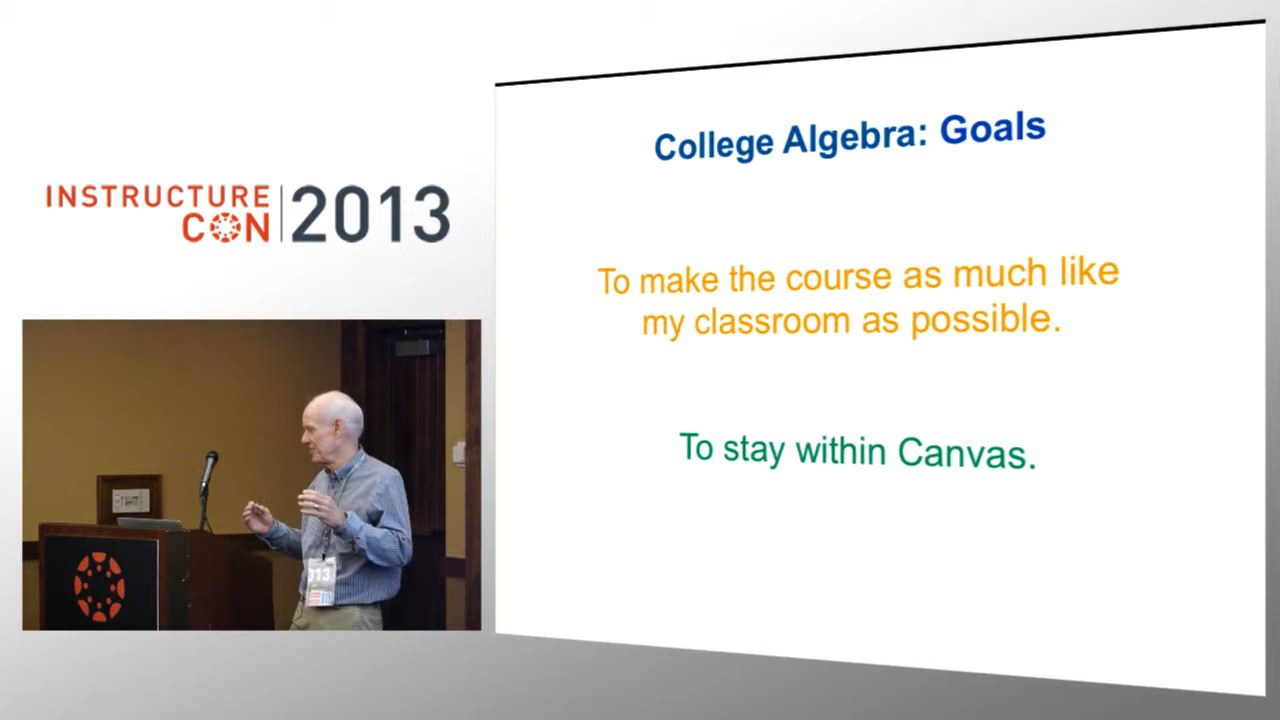 INSTRUCTURE
CON
2013
College Algebra: Goals
To make the course as much like
my classroom as possible.
To stay within Canvas.
013